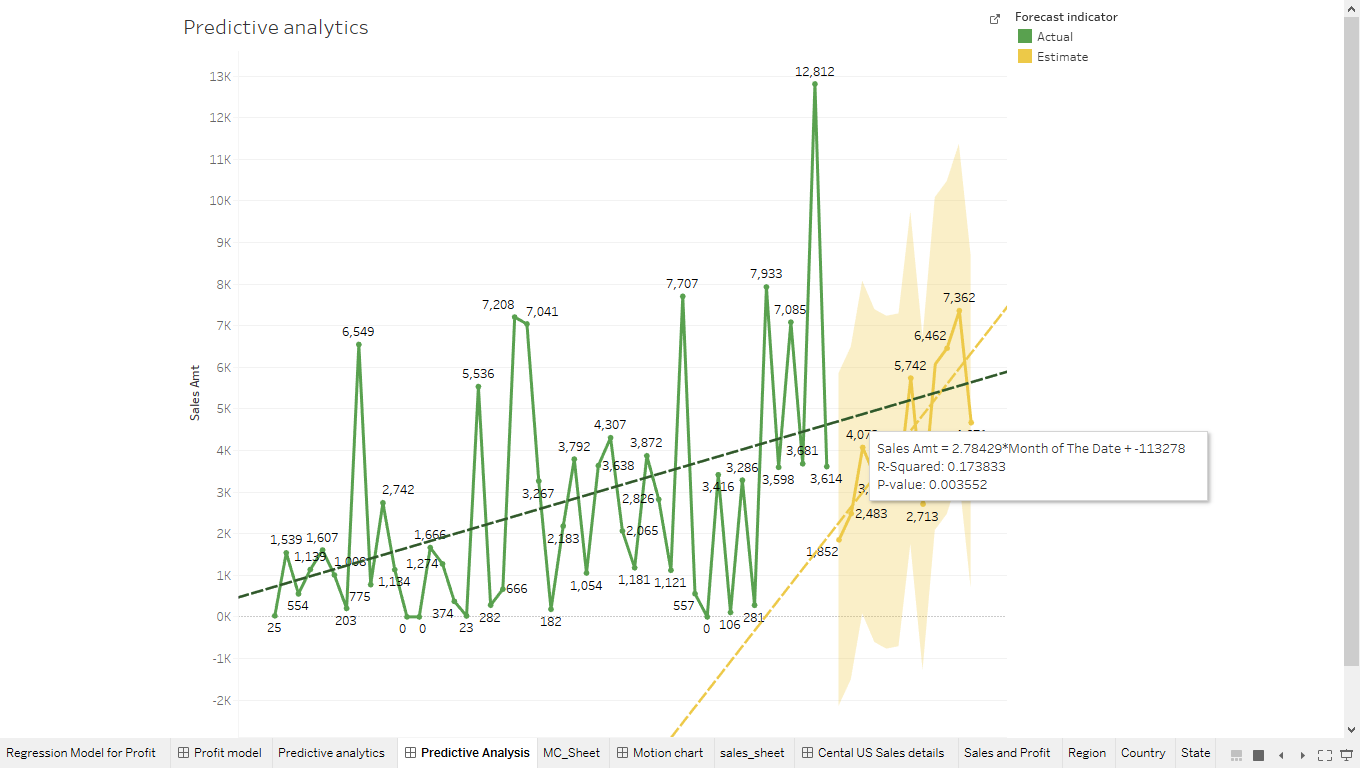 Predictive analytics
Forecast indicator
Actual
Estimate
13K
12K
11K
10K
9K
8K
7K
6K
5K
4K
3K
2K
1K
0K
-1K
-2K
Sales Amt
12,812
7,933
7,707
7,085
7,208
7,041
6,549
5,536
4,307
3,792
3,872
3,638
3,681
3,286
3,416
3,598
3,614
3,267
2,742
2,826
2,183
2,065
1,539
1,607
1,139
1,006
1,666
1,274
1,134
1,054
1,181
1,121
554
775
203
374
666
557
25
0
0
23
282
182
0
106
281
7,362
6,462
5,742
2,483
2,713
1,852
Sales Amt = 2.78429*Month of The Date + -113278
R-Squared: 0.173833
P-value: 0.003552
Regression Model for Profit
Profit model
Predictive analytics
Predictive Analysis
MC_Sheet
Motion chart
sales_sheet
Cental US Sales details
Sales and Profit
Region
Country
State